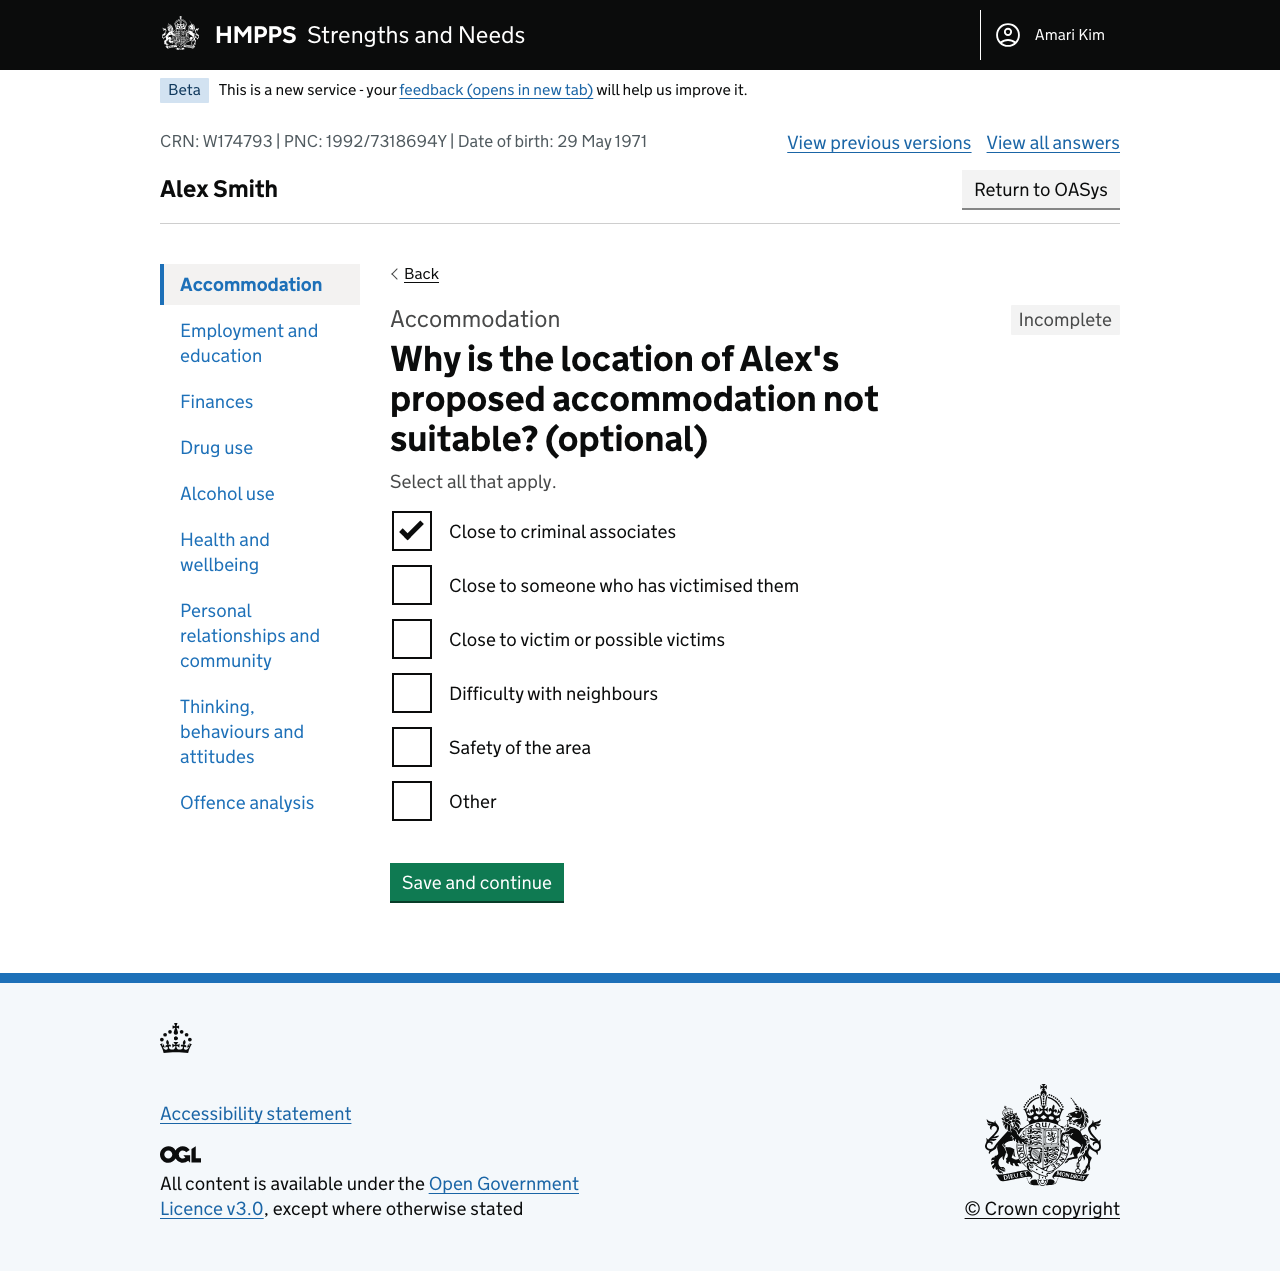 HMPPS Strengths and Needs
Amari Kim
Beta This is a new service - your feedback (opens in new tab) will help us improve it.
CRN: W174793 | PNC: 1992/7318694Y | Date of birth: 29 May 1971
View previous versions View all answers
Alex Smith
Return to OASys
Accommodation
Employment and
education
Finances
Drug use
Alcohol use
Health and
wellbeing
Personal
relationships and
community
Thinking,
behaviours and
attitudes
Offence analysis
Back
Accommodation
Incomplete
Why is the location of Alex's
proposed accommodation not
suitable? (optional)
Select all that apply.
Close to criminal associates
Close to someone who has victimised them
Close to victim or possible victims
Difficulty with neighbours
Safety of the area
Other
Save and continue
Accessibility statement
OGL
All content is available under the Open Government
Licence v3.0, except where otherwise stated
© Crown copyright